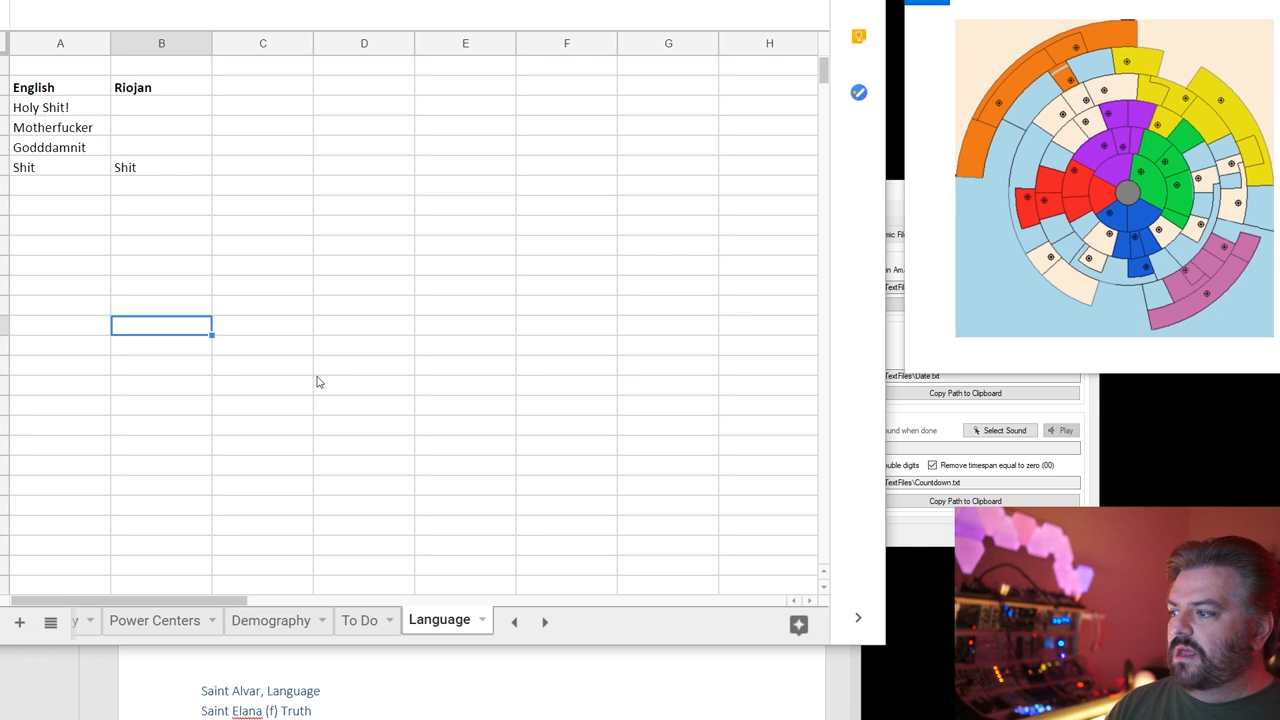 A B C D E F G H
English Riojan
Holy Shit!
Motherfucker
Godddamnit
Shit Shit
TextFiles\Date.txt
Copy Path to Clipboard
ound when done Select Sound Play
ouble digits Remove timespan equal to zero (00)
TextFiles\Countdown.txt
Copy Path to Clipboard
y Power Centers Demography To Do Language
Saint Alvar, Language
Saint Elana (f) Truth